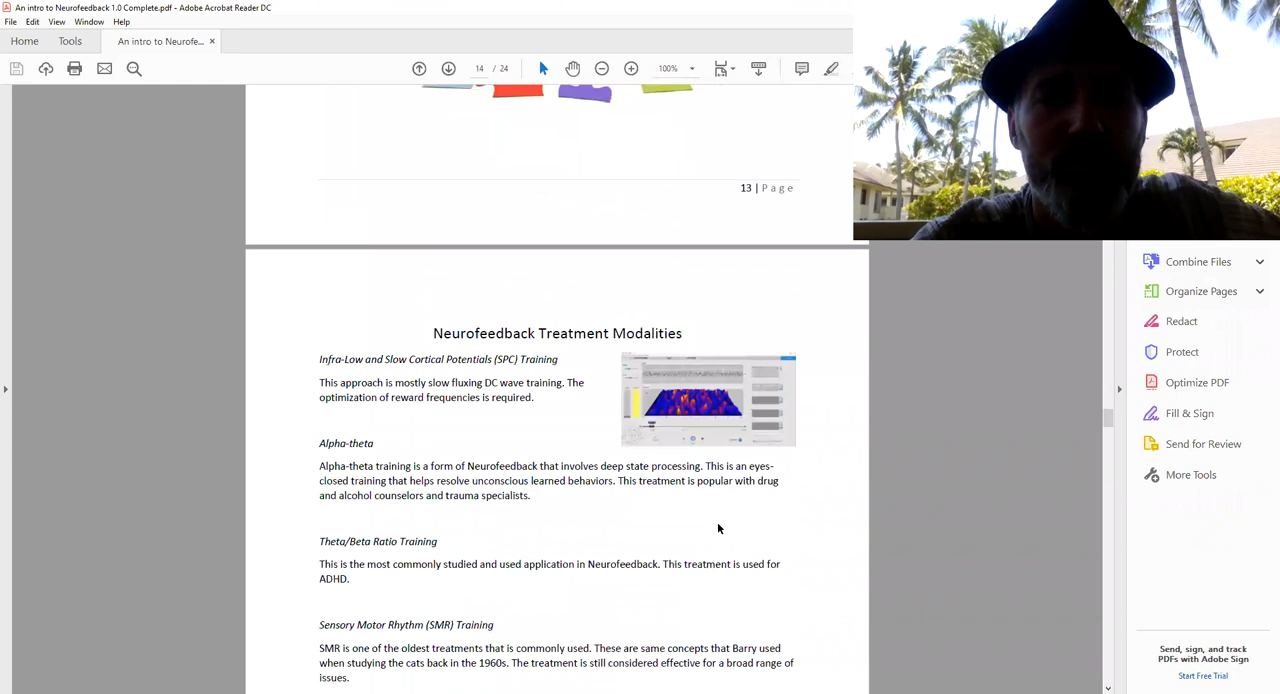 An intro to Neurofeedback 1.0 Complete.pdf - Adobe Acrobat Reader DC
File Edit View Window Help
Home Tools An intro to Neurofe... ×
14 / 24 100%
13 | P a g e
Combine Files
Organize Pages
Redact
Protect
Optimize PDF
Fill & Sign
Send for Review
More Tools
Neurofeedback Treatment Modalities
Infra-Low and Slow Cortical Potentials (SPC) Training
This approach is mostly slow fluxing DC wave training. The
optimization of reward frequencies is required.
Alpha-theta
Alpha-theta training is a form of Neurofeedback that involves deep state processing. This is an eyes-
closed training that helps resolve unconscious learned behaviors. This treatment is popular with drug
and alcohol counselors and trauma specialists.
Theta/Beta Ratio Training
This is the most commonly studied and used application in Neurofeedback. This treatment is used for
ADHD.
Sensory Motor Rhythm (SMR) Training
SMR is one of the oldest treatments that is commonly used. These are same concepts that Barry used
when studying the cats back in the 1960s. The treatment is still considered effective for a broad range of
issues.
Send, sign, and track
PDFs with Adobe Sign
Start Free Trial